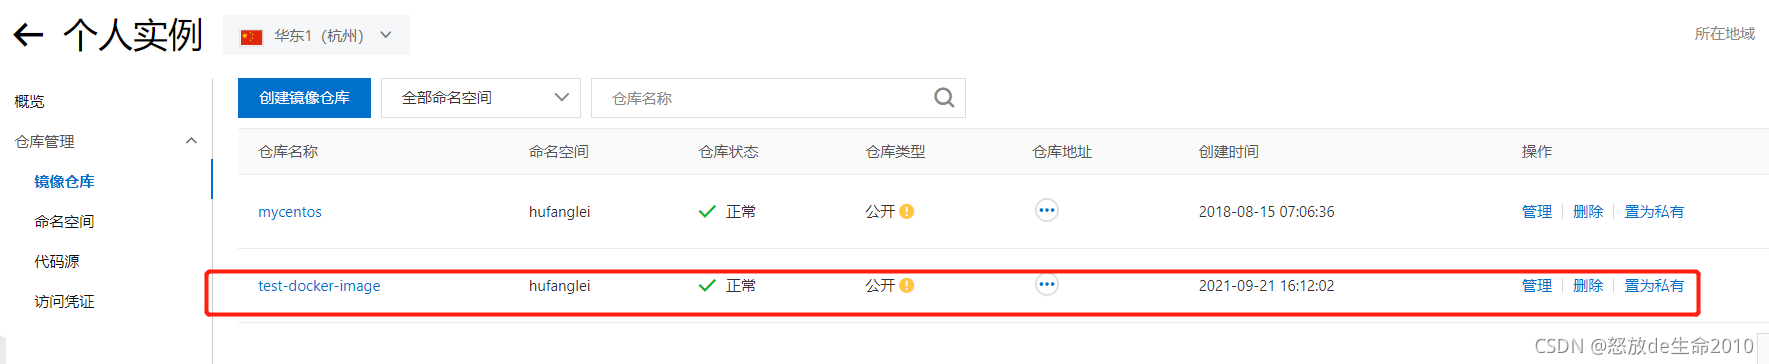 个人实例 华东1（杭州） 所在地域
概览
仓库管理
镜像仓库
命名空间
代码源
访问凭证
创建镜像仓库 全部命名空间 仓库名称
仓库名称 命名空间 仓库状态 仓库类型 仓库地址 创建时间 操作
mycentos hufanglei 正常 公开 2018-08-15 07:06:36 管理 删除 置为私有
test-docker-image hufanglei 正常 公开 2021-09-21 16:12:02 管理 删除 置为私有
CSDN @怒放de生命2010